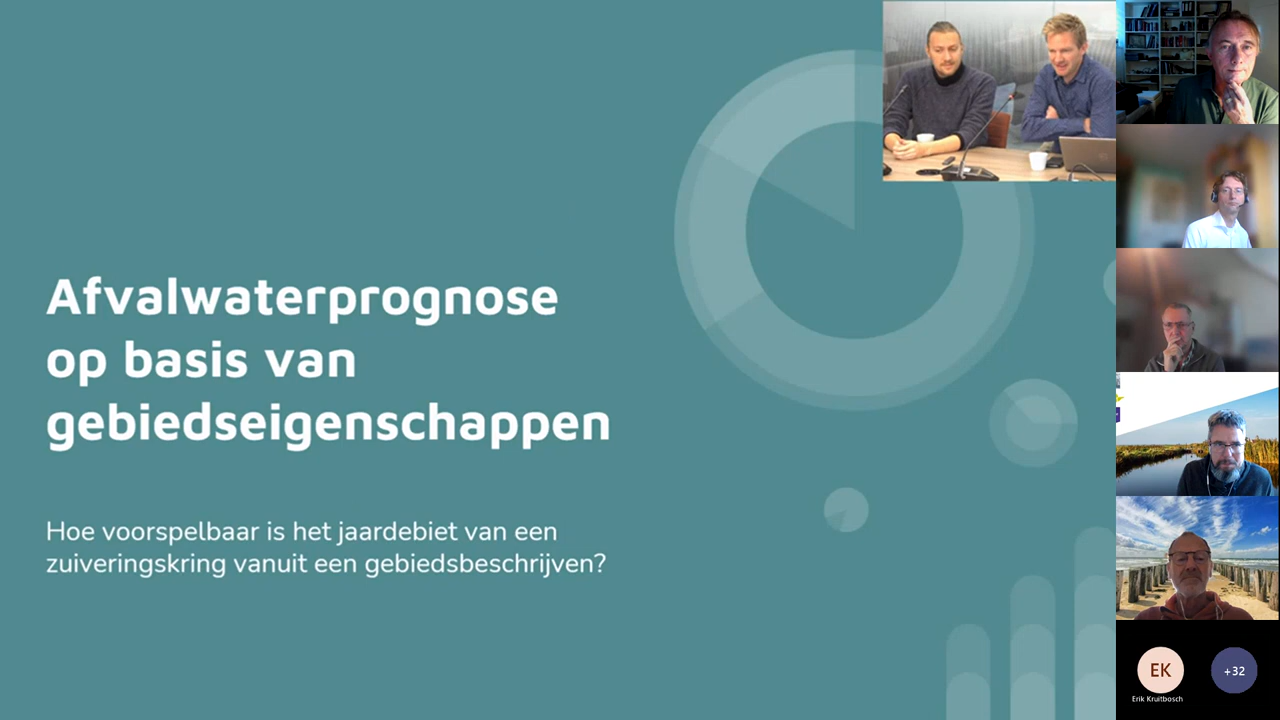 Afvalwaterprognose
op basis van
gebiedseigenschappen
Hoe voorspelbaar is het jaardebiet van een
zuiveringskring vanuit een gebiedsbeschrijven?
EK
+32
Erik Kruitbosch